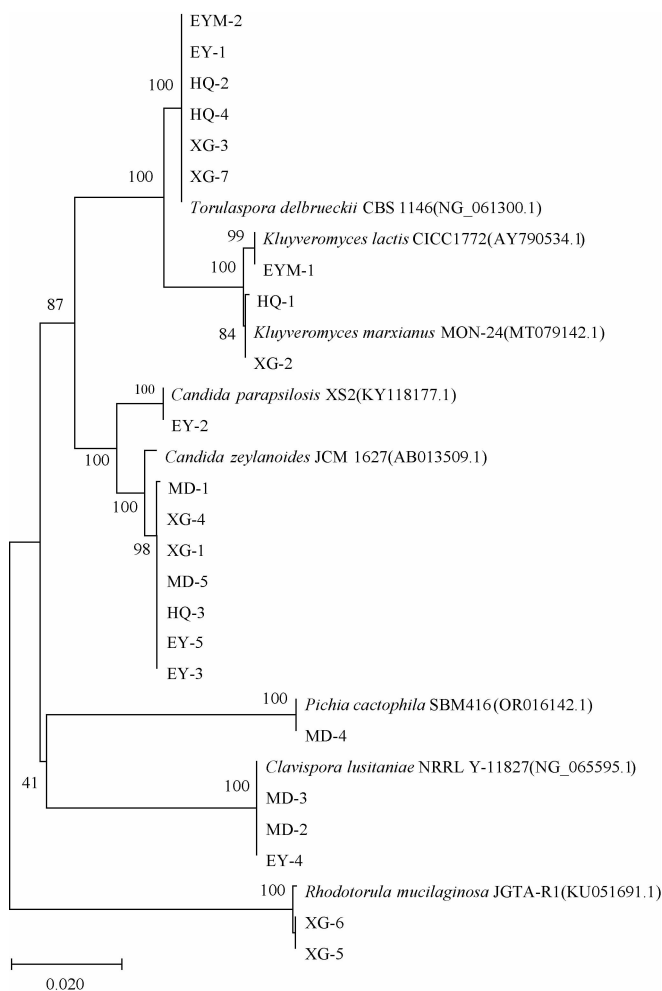 EYM-2
EY-1
100
HQ-2
HQ-4
XG-3
XG-7
100
Torulaspora delbrueckii CBS 1146(NG_061300.1)
99
Kluyveromyces lactis CICC1772(AY790534.1)
100
EYM-1
HQ-1
87
84
Kluyveromyces marxianus MON-24(MT079142.1)
XG-2
100
Candida parapsilosis XS2(KY118177.1)
EY-2
100
Candida zeylanoides JCM 1627(AB013509.1)
MD-1
100
XG-4
98
XG-1
MD-5
HQ-3
EY-5
EY-3
100
Pichia cactophila SBM416(OR016142.1)
MD-4
41
Clavispora lusitaniae NRRL Y-11827(NG_065595.1)
100
MD-3
MD-2
EY-4
100
Rhodotorula mucilaginosa JGTA-R1(KU051691.1)
XG-6
XG-5
0.020